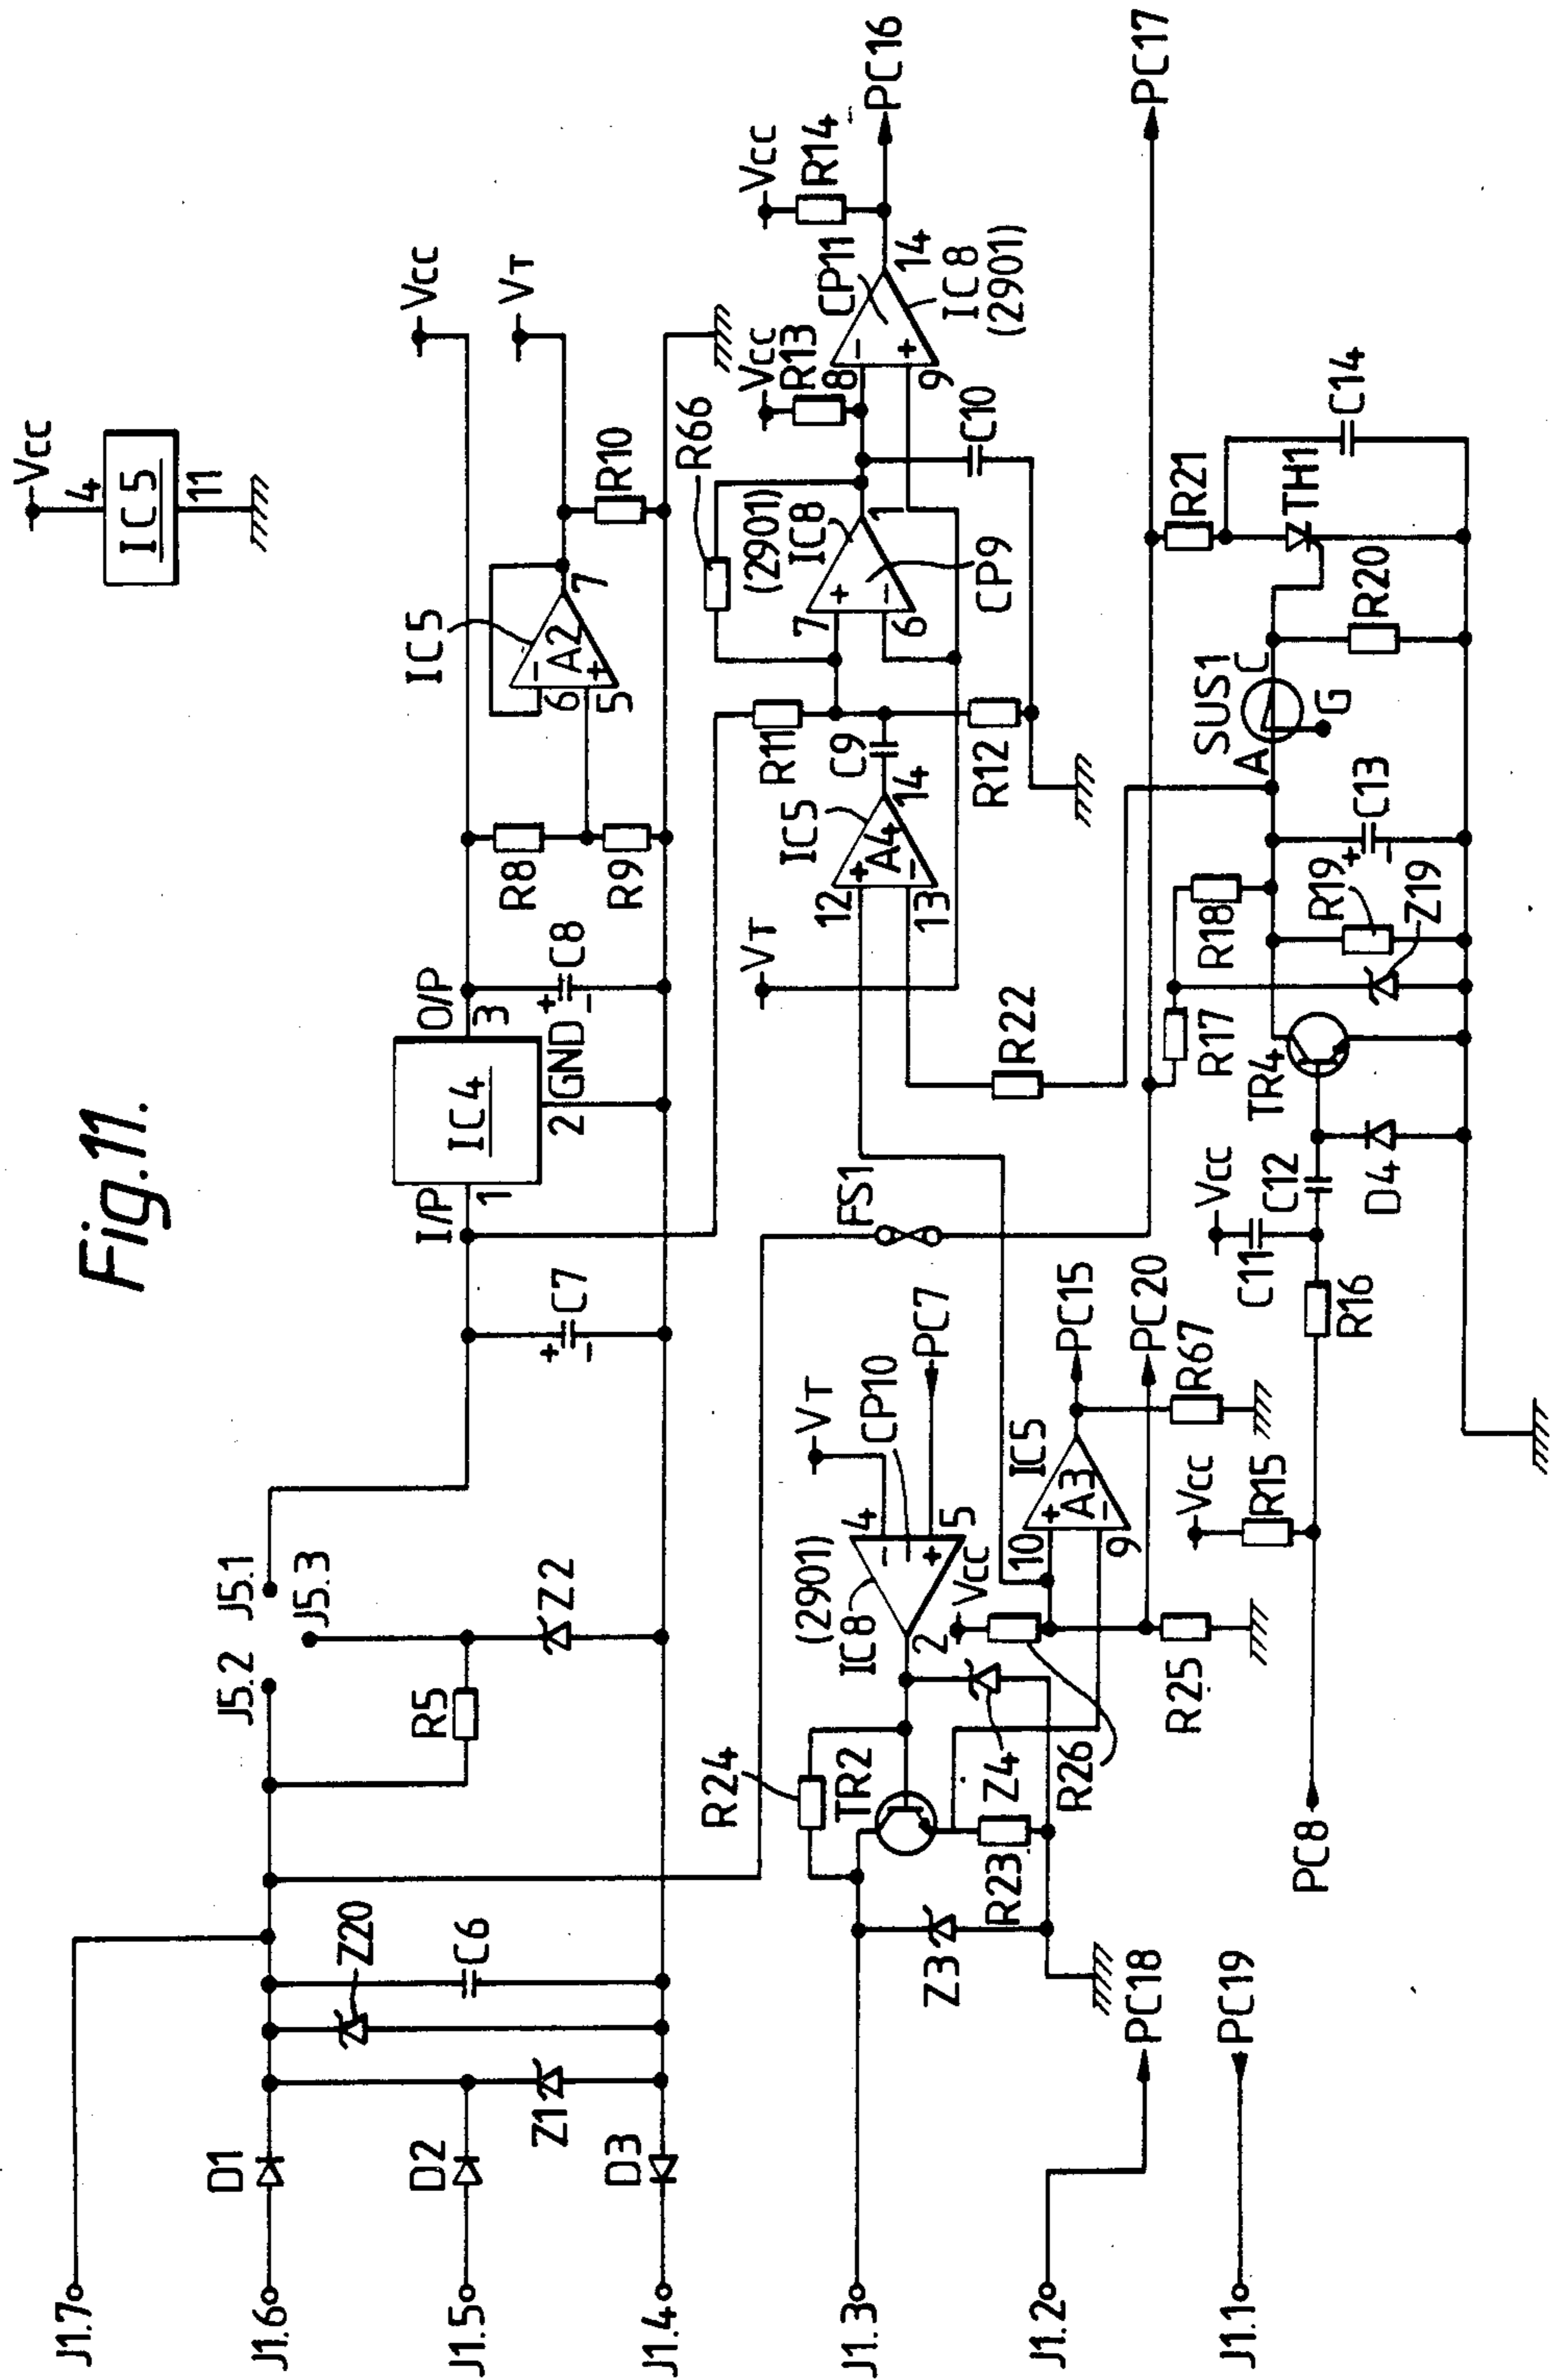 Fig.11.
Vcc
4
IC5
11
J1.7
J1.6
J1.5
J1.4
J1.3
J1.2
J1.1
D1
D2
D3
Z1
Z20
C6
J5.2
J5.1
J5.3
R5
Z2
+
-
C7
I/P
1
IC4
2
GND
O/P
3
+
-
C8
R8
R9
IC5
6
-
A2
5
+
7
R10
Vcc
VT
R24
TR2
Z3
R23
Z4
R26
IC8
(2901)
2
4
-
+
5
VT
CP10
PC7
Vcc
10
+
A3
-
9
IC5
PC15
PC20
R67
R25
PC18
PC19
FS1
VT
R22
12
+
A4
-
13
IC5
14
C9
R11
R12
7
+
-
6
(2901)
IC8
1
CP9
R66
Vcc
R13
C10
8
-
+
9
CP11
14
IC8
(2901)
Vcc
R14
PC16
PC17
PC8
Vcc
R15
R16
C11
Vcc
C12
D4
TR4
R17
R18
R19
Z19
+
-
C13
SUS1
A
C
G
R20
R21
TH1
C14